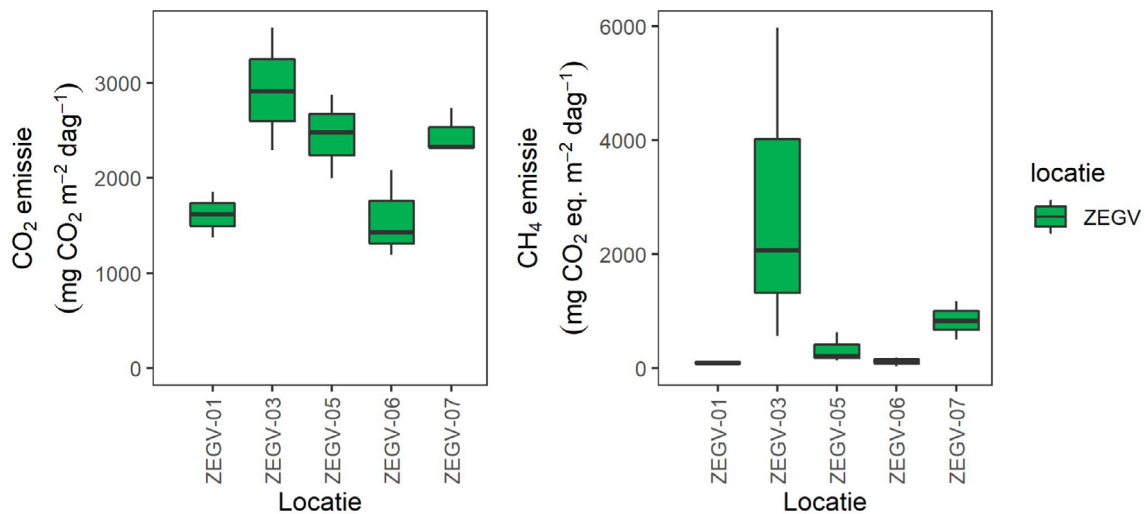 CO₂ emissie
(mg CO₂ m⁻² dag⁻¹)
3000
2000
1000
0
ZEGV-01
ZEGV-03
ZEGV-05
ZEGV-06
ZEGV-07
Locatie
CH₄ emissie
(mg CO₂ eq. m⁻² dag⁻¹)
6000
4000
2000
0
ZEGV-01
ZEGV-03
ZEGV-05
ZEGV-06
ZEGV-07
Locatie
locatie
ZEGV